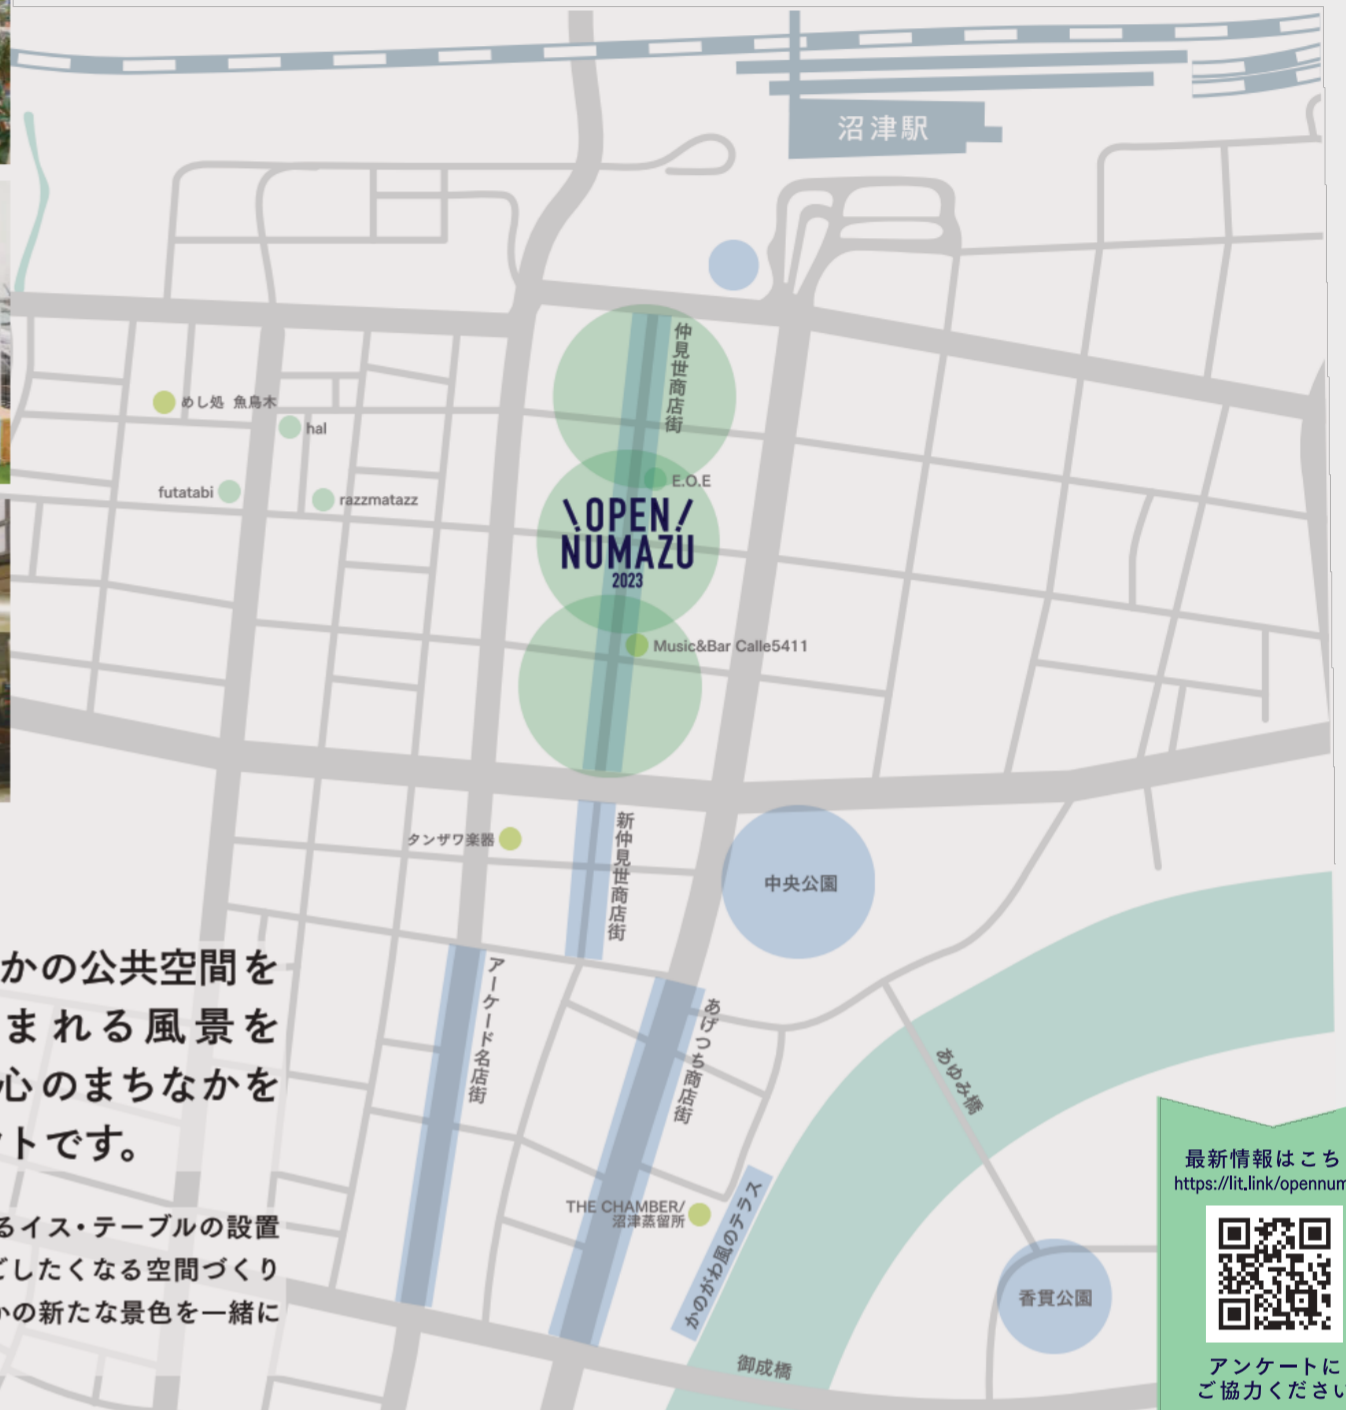 沼津駅
仲見世商店街
めし処 魚鳥木
hal
futatabi
razzmatazz
E.O.E
\OPEN/
NUMAZU
2023
Music&Bar Calle5411
タンザワ楽器
新仲見世商店街
中央公園
アーケード名店街
あげつち商店街
あゆみ橋
THE CHAMBER/
沼津蒸留所
かのがわ風のテラス
香貫公園
御成橋
かの公共空間を
まれる風景を
心のまちなかを
トです。
るイス・テーブルの設置
ごしたくなる空間づくり
かの新たな景色を一緒に
最新情報はこち
https://lit.link/opennum
アンケートに
ご協力ください